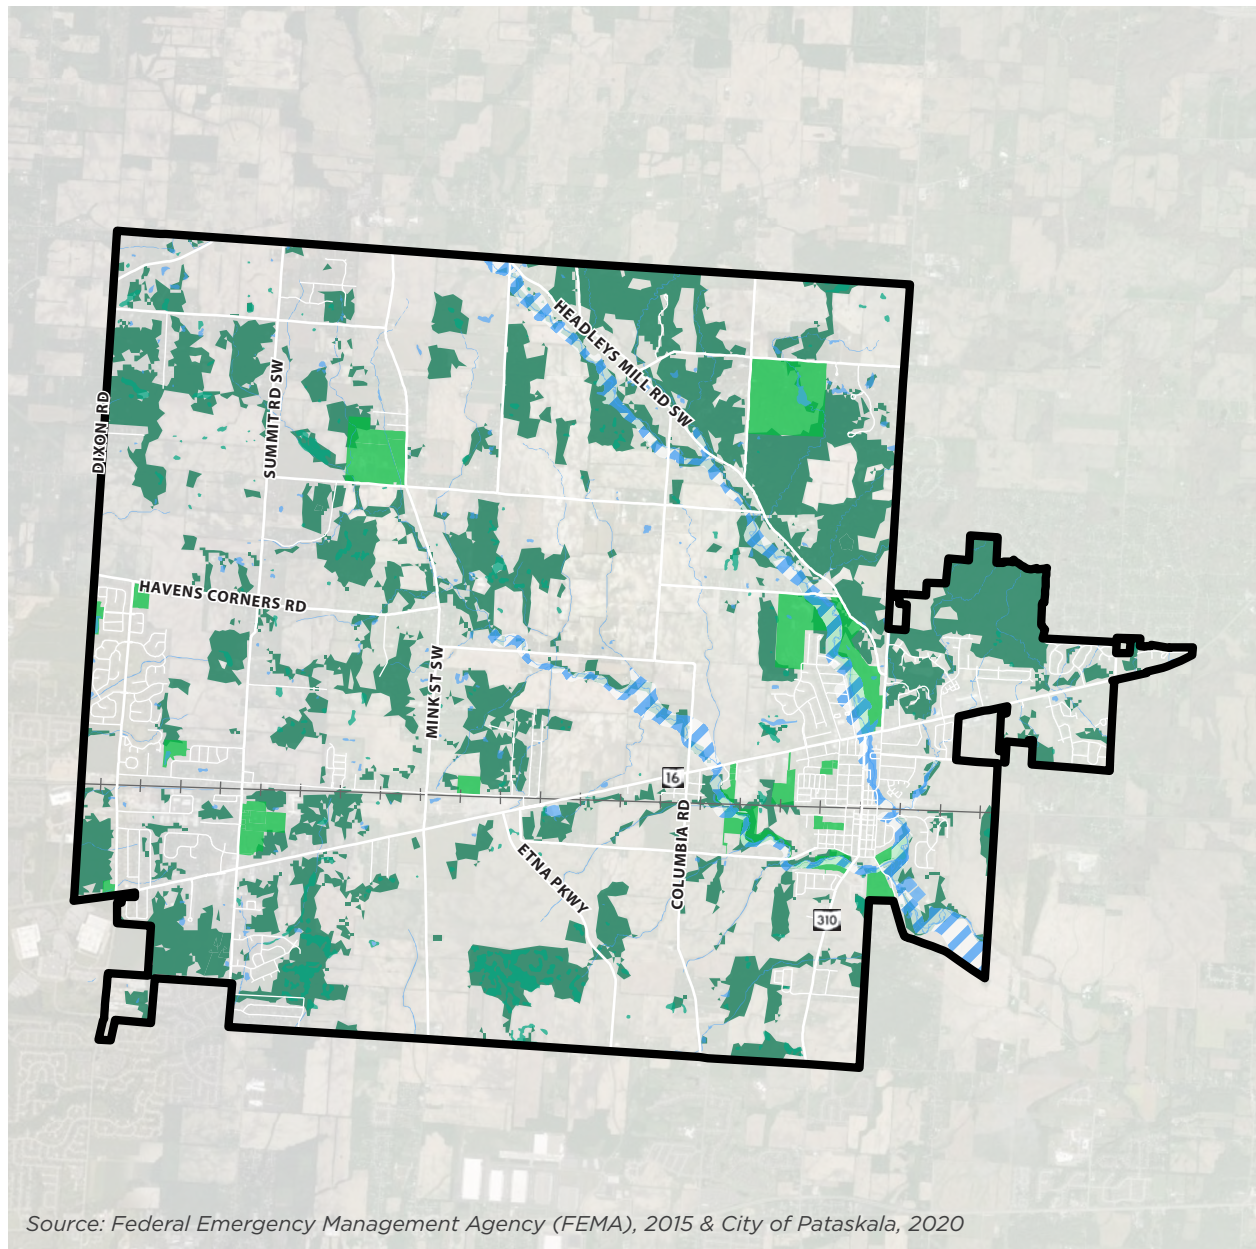 HEADLEYS MILL RD SW
DIXON RD
SUMMIT RD SW
HAVENS CORNERS RD
MINK ST SW
16
COLUMBIA RD
ETNA PKWY
310
Source: Federal Emergency Management Agency (FEMA), 2015 & City of Pataskala, 2020